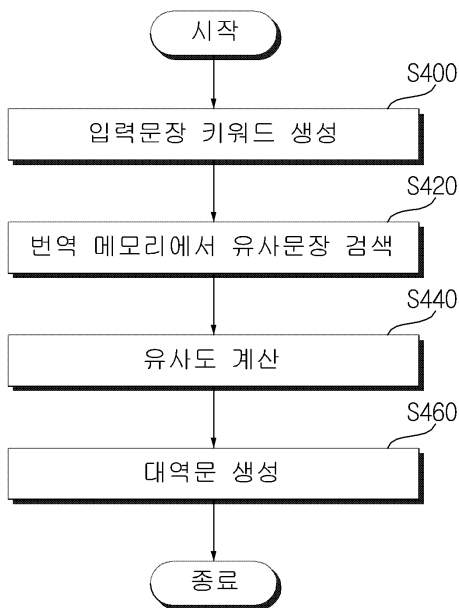 시작
S400
입력문장 키워드 생성
S420
번역 메모리에서 유사문장 검색
S440
유사도 계산
S460
대역문 생성
종료